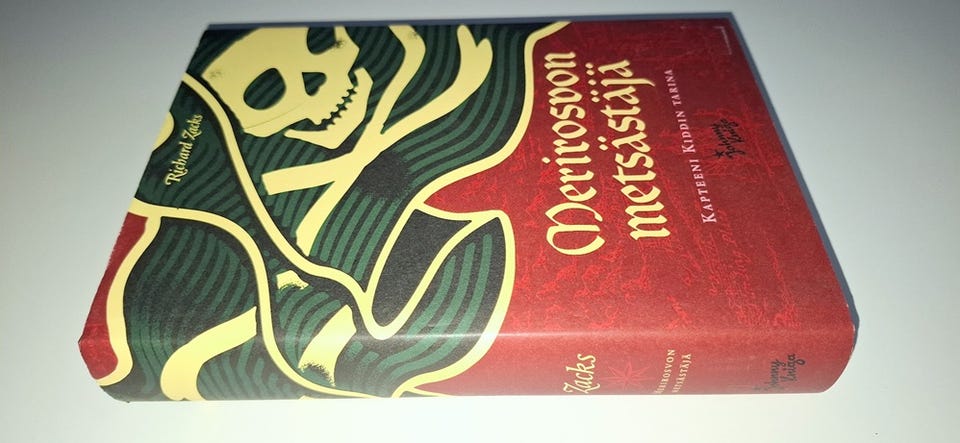 Richard Zacks
Merirosvon
metsästäjä
KAPTEENI KIDDIN TARINA
Johnny
Kniga
Zacks
MERIROSVON
METSÄSTÄJÄ
Johnny
Kniga